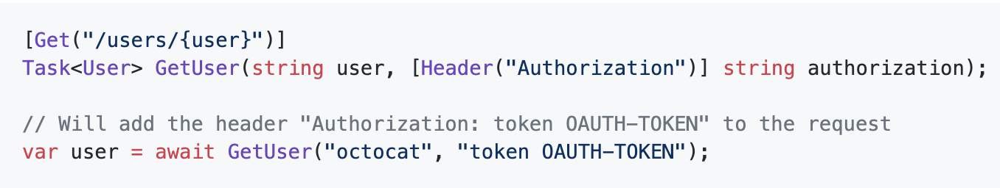 [Get("/users/{user}")]
Task<User> GetUser(string user, [Header("Authorization")] string authorization);
// Will add the header "Authorization: token OAUTH-TOKEN" to the request
var user = await GetUser("octocat", "token OAUTH-TOKEN");